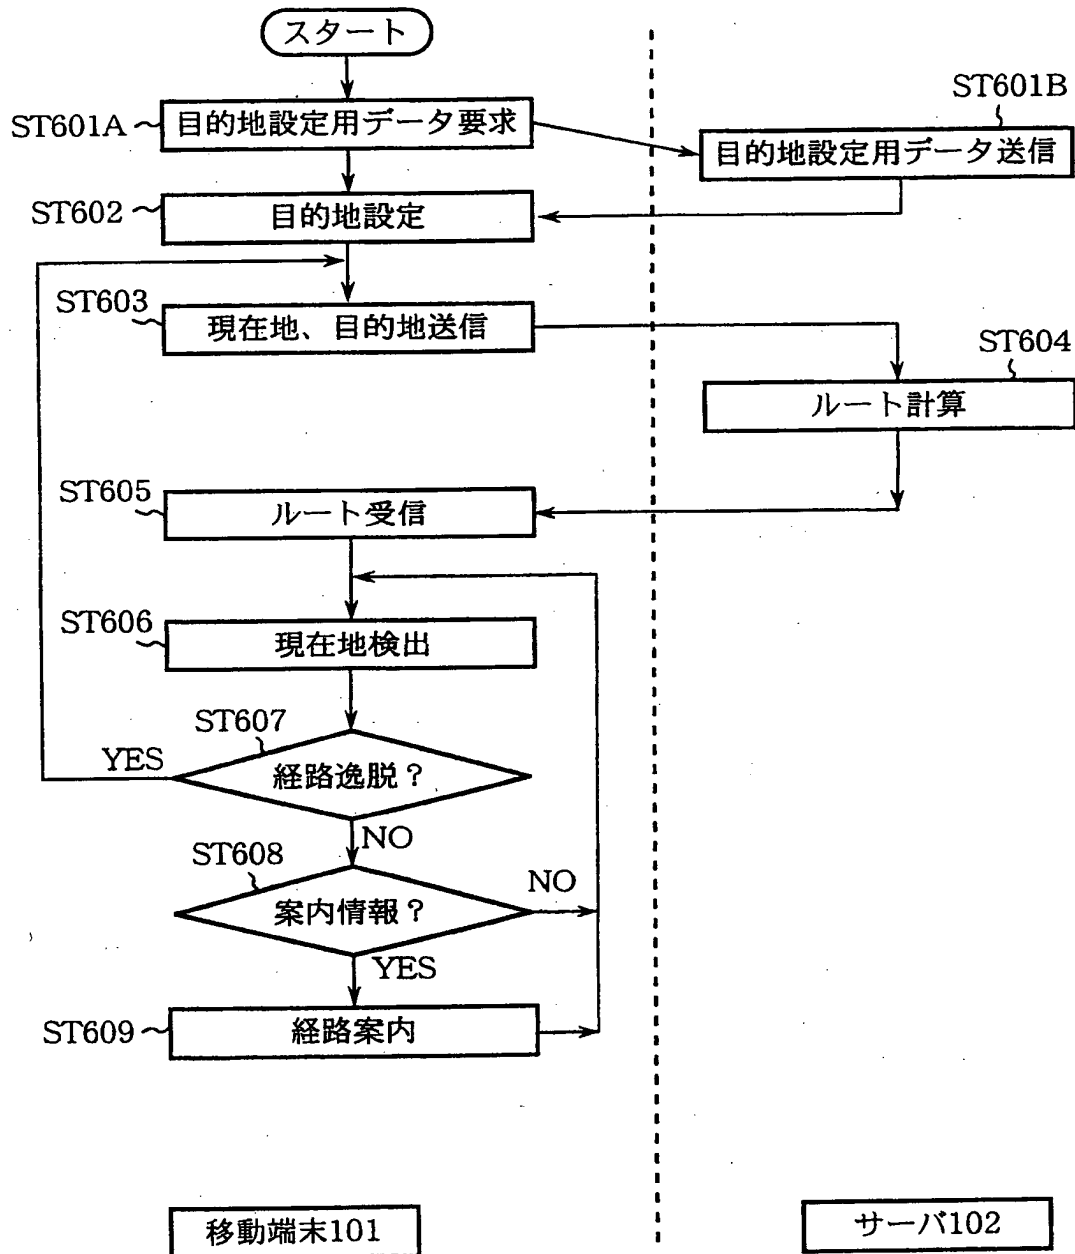 スタート
ST601A
目的地設定用データ要求
ST601B
目的地設定用データ送信
ST602
目的地設定
ST603
現在地、目的地送信
ST604
ルート計算
ST605
ルート受信
ST606
現在地検出
ST607
YES
経路逸脱？
NO
ST608
案内情報？
NO
YES
ST609
経路案内
移動端末101
サーバ102